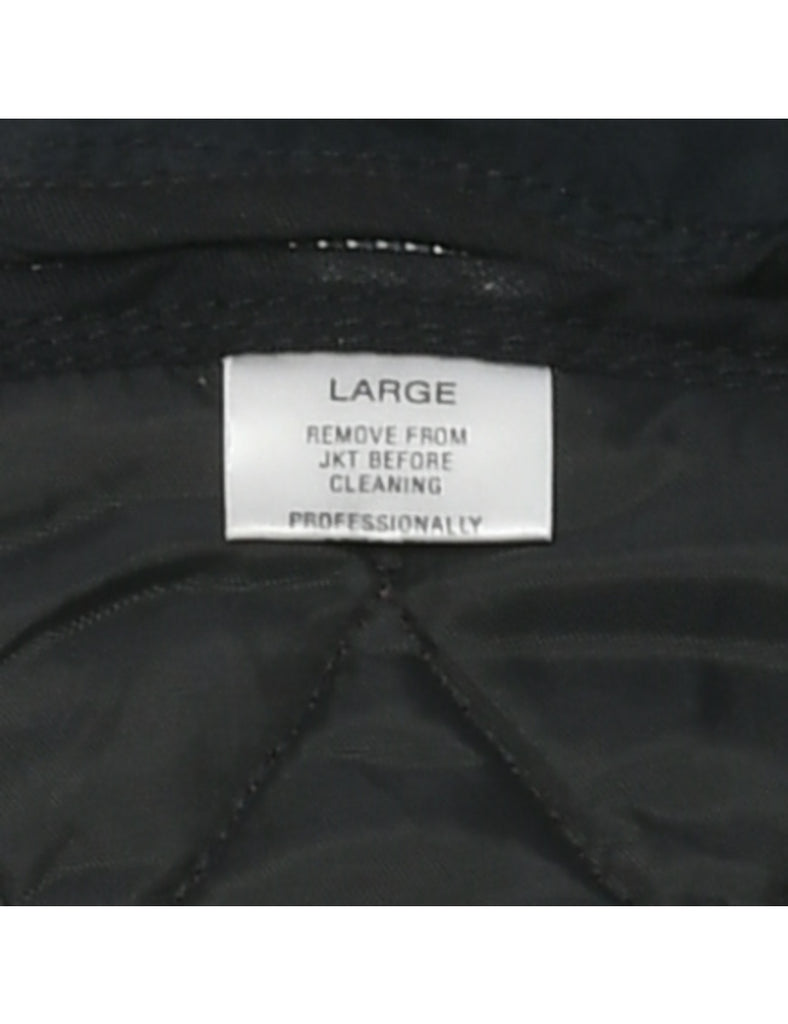 LARGE
REMOVE FROM
JKT BEFORE
CLEANING
PROFESSIONALLY